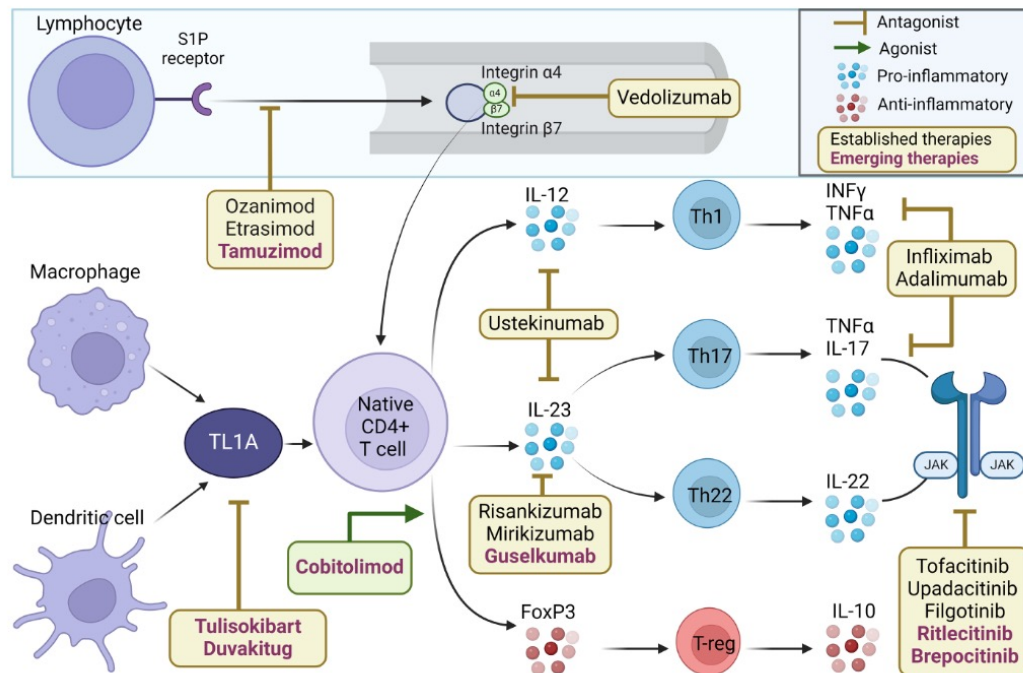 Lymphocyte
S1P
receptor
Integrin α4
α4
β7
Integrin β7
Vedolizumab
Antagonist
Agonist
Pro-inflammatory
Anti-inflammatory
Established therapies
Emerging therapies
Ozanimod
Etrasimod
Tamuzimod
IL-12
Th1
INFγ
TNFα
Infliximab
Adalimumab
Macrophage
Ustekinumab
TNFα
IL-17
Th17
Native
CD4+
T cell
IL-23
TL1A
JAK
JAK
Th22
IL-22
Dendritic cell
Risankizumab
Mirikizumab
Guselkumab
Cobitolimod
Tulisokibart
Duvakitug
FoxP3
T-reg
IL-10
Tofacitinib
Upadacitinib
Filgotinib
Ritlecitinib
Brepocitinib